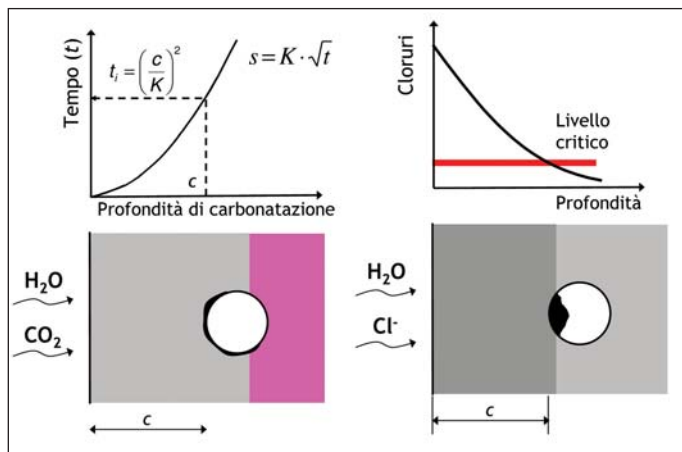 Tempo (t)
t_i = (c/K)^2
s = K · √t
c
Profondità di carbonatazione
H₂O
CO₂
c
Cloruri
Livello
critico
Profondità
H₂O
Cl⁻
c